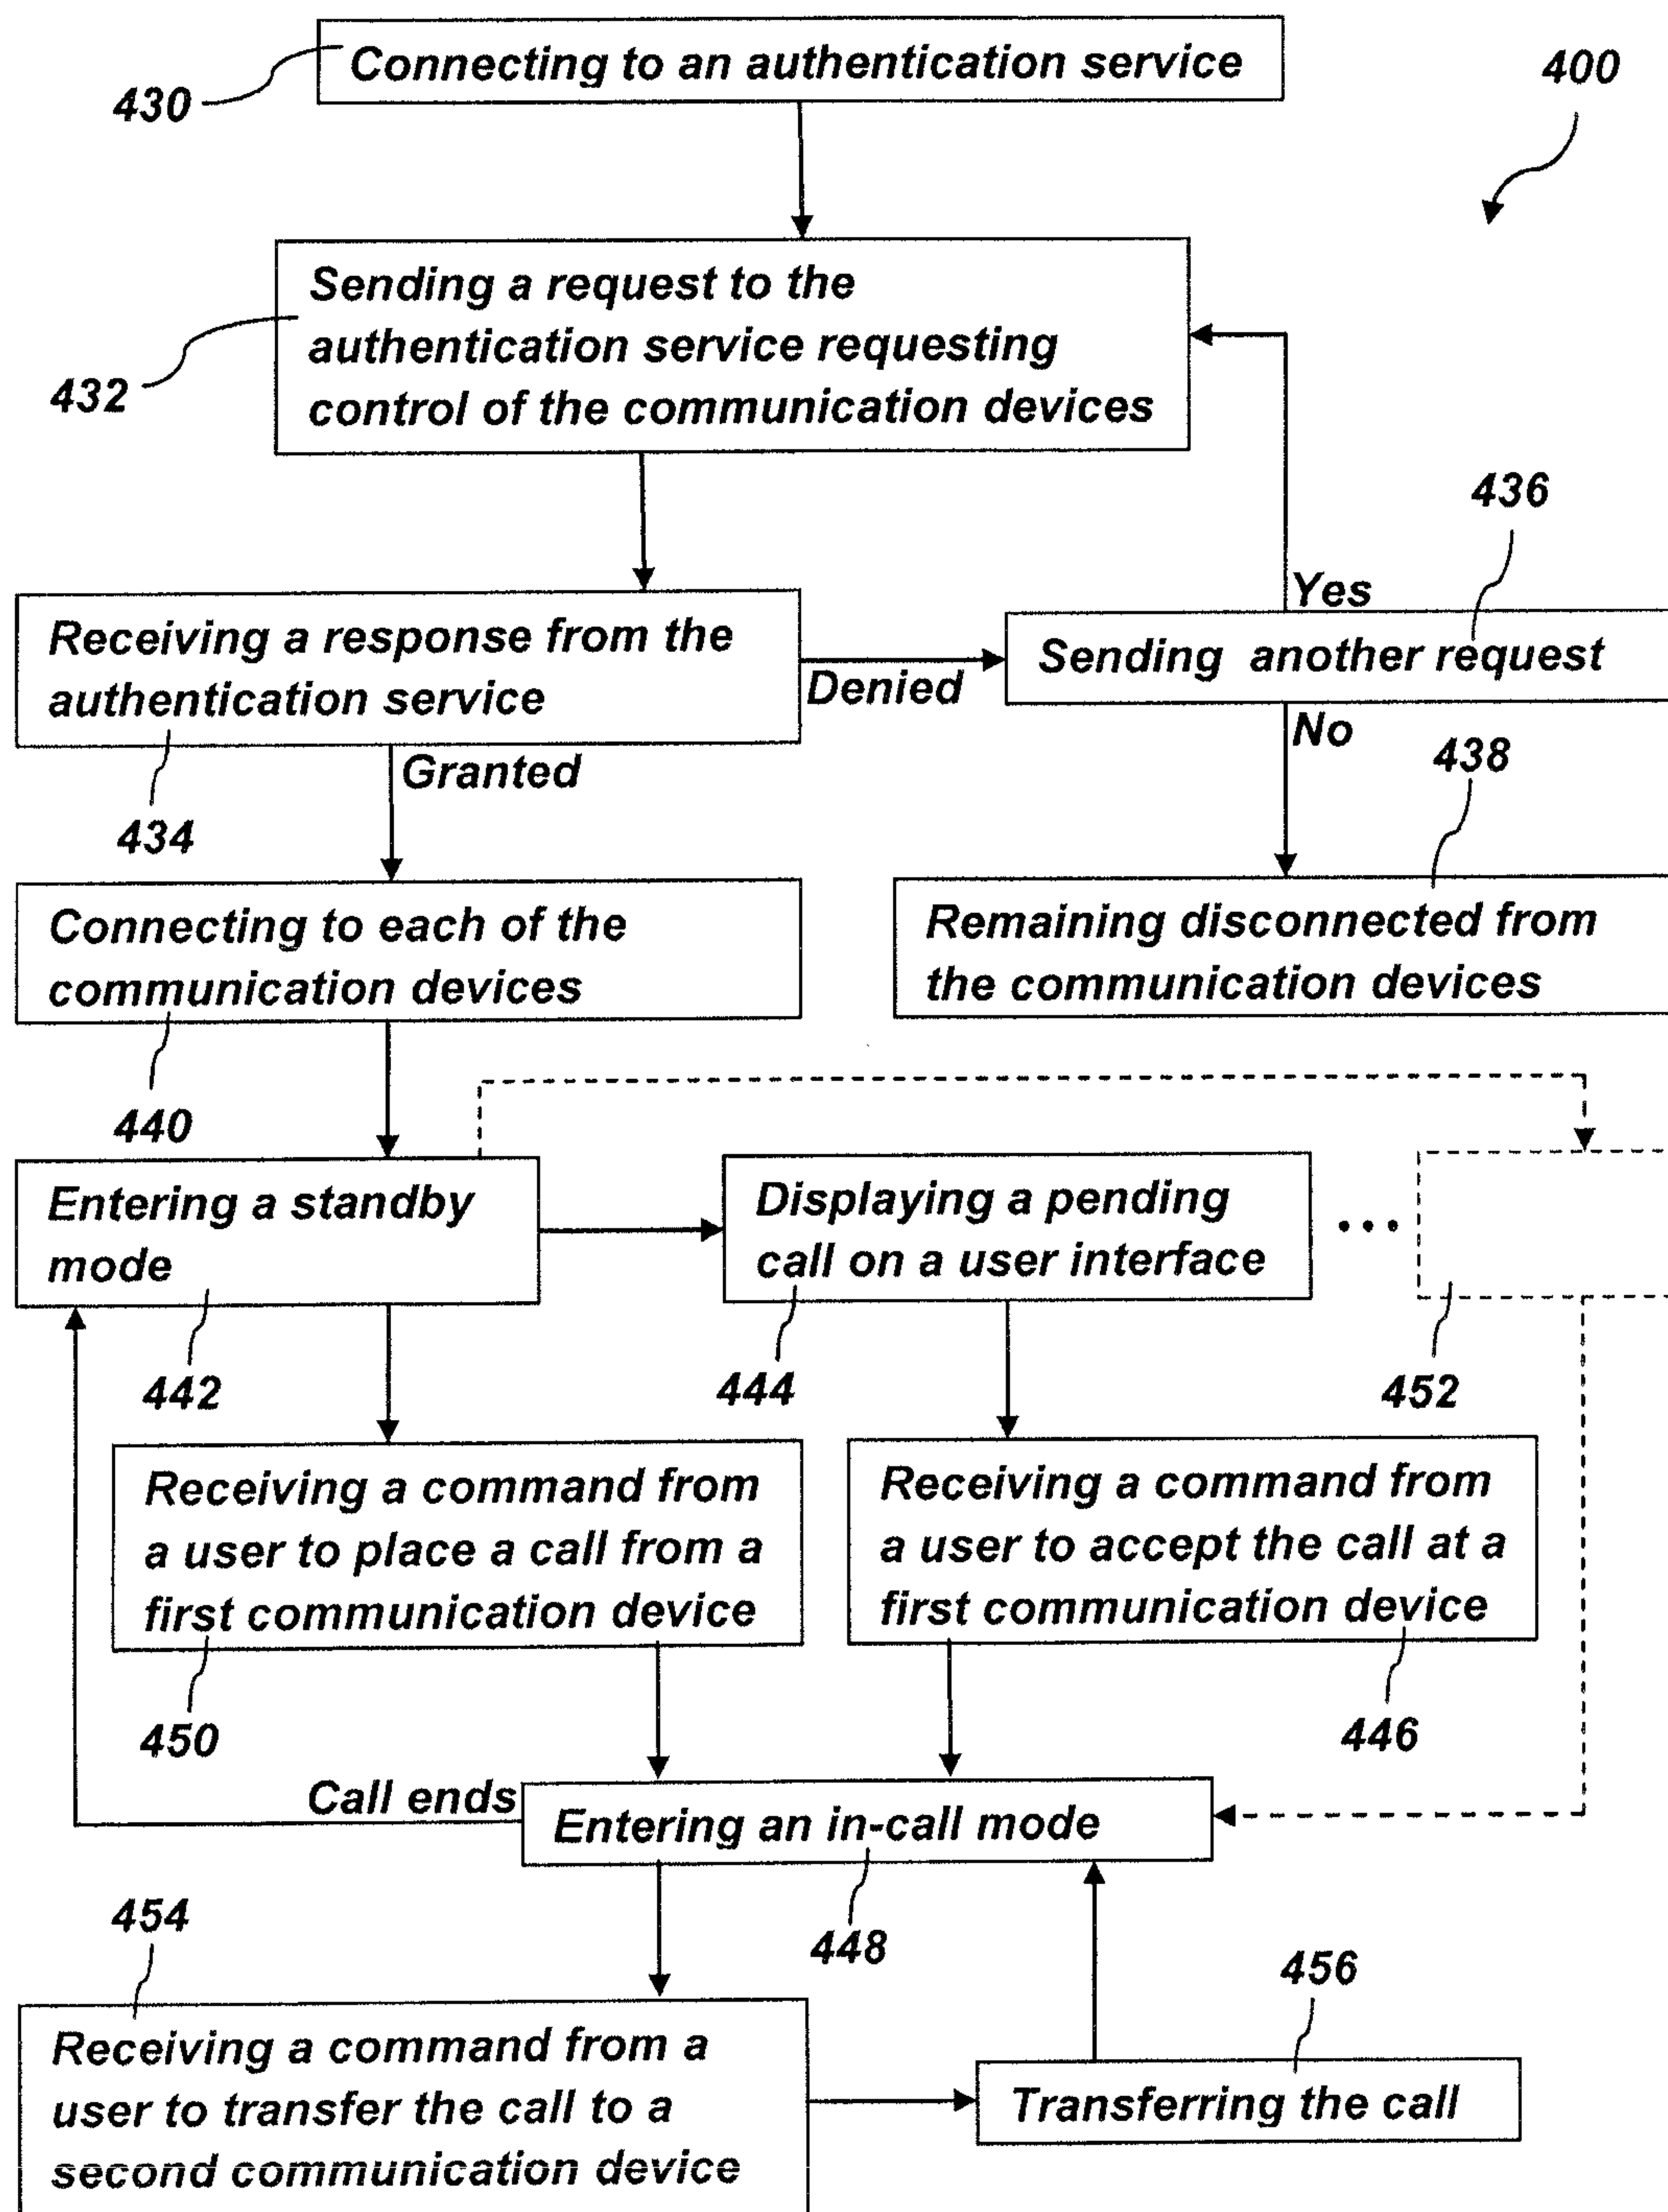 Connecting to an authentication service
400
430
Sending a request to the
authentication service requesting
control of the communication devices
432
436
Yes
Receiving a response from the
authentication service
Denied
Sending another request
No
Granted
438
434
Connecting to each of the
communication devices
Remaining disconnected from
the communication devices
440
Entering a standby
mode
Displaying a pending
call on a user interface
...
442
444
452
Receiving a command from
a user to place a call from a
first communication device
Receiving a command from
a user to accept the call at a
first communication device
450
446
Call ends
Entering an in-call mode
454
448
456
Receiving a command from a
user to transfer the call to a
second communication device
Transferring the call